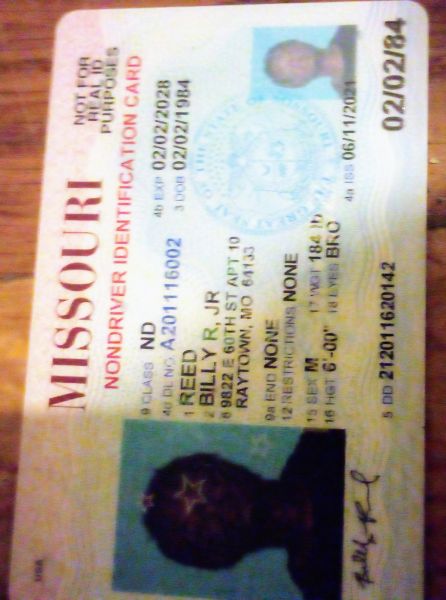 MISSOURI
USA
NOT FOR
REAL ID
PURPOSES
NONDRIVER IDENTIFICATION CARD
9 CLASS ND
4d DL NO. A201116002
4b EXP 02/02/2028
3 DOB 02/02/1984
1 REED
2 BILLY R, JR
8 9822 E 60TH ST APT 10
RAYTOWN, MO 64133
9a END NONE
12 RESTRICTIONS NONE
15 SEX M
17 WGT 184 lb
16 HGT 6'-00"
18 EYES BRO
4a ISS 06/11/2021
5 DD 212011620142
02/02/84